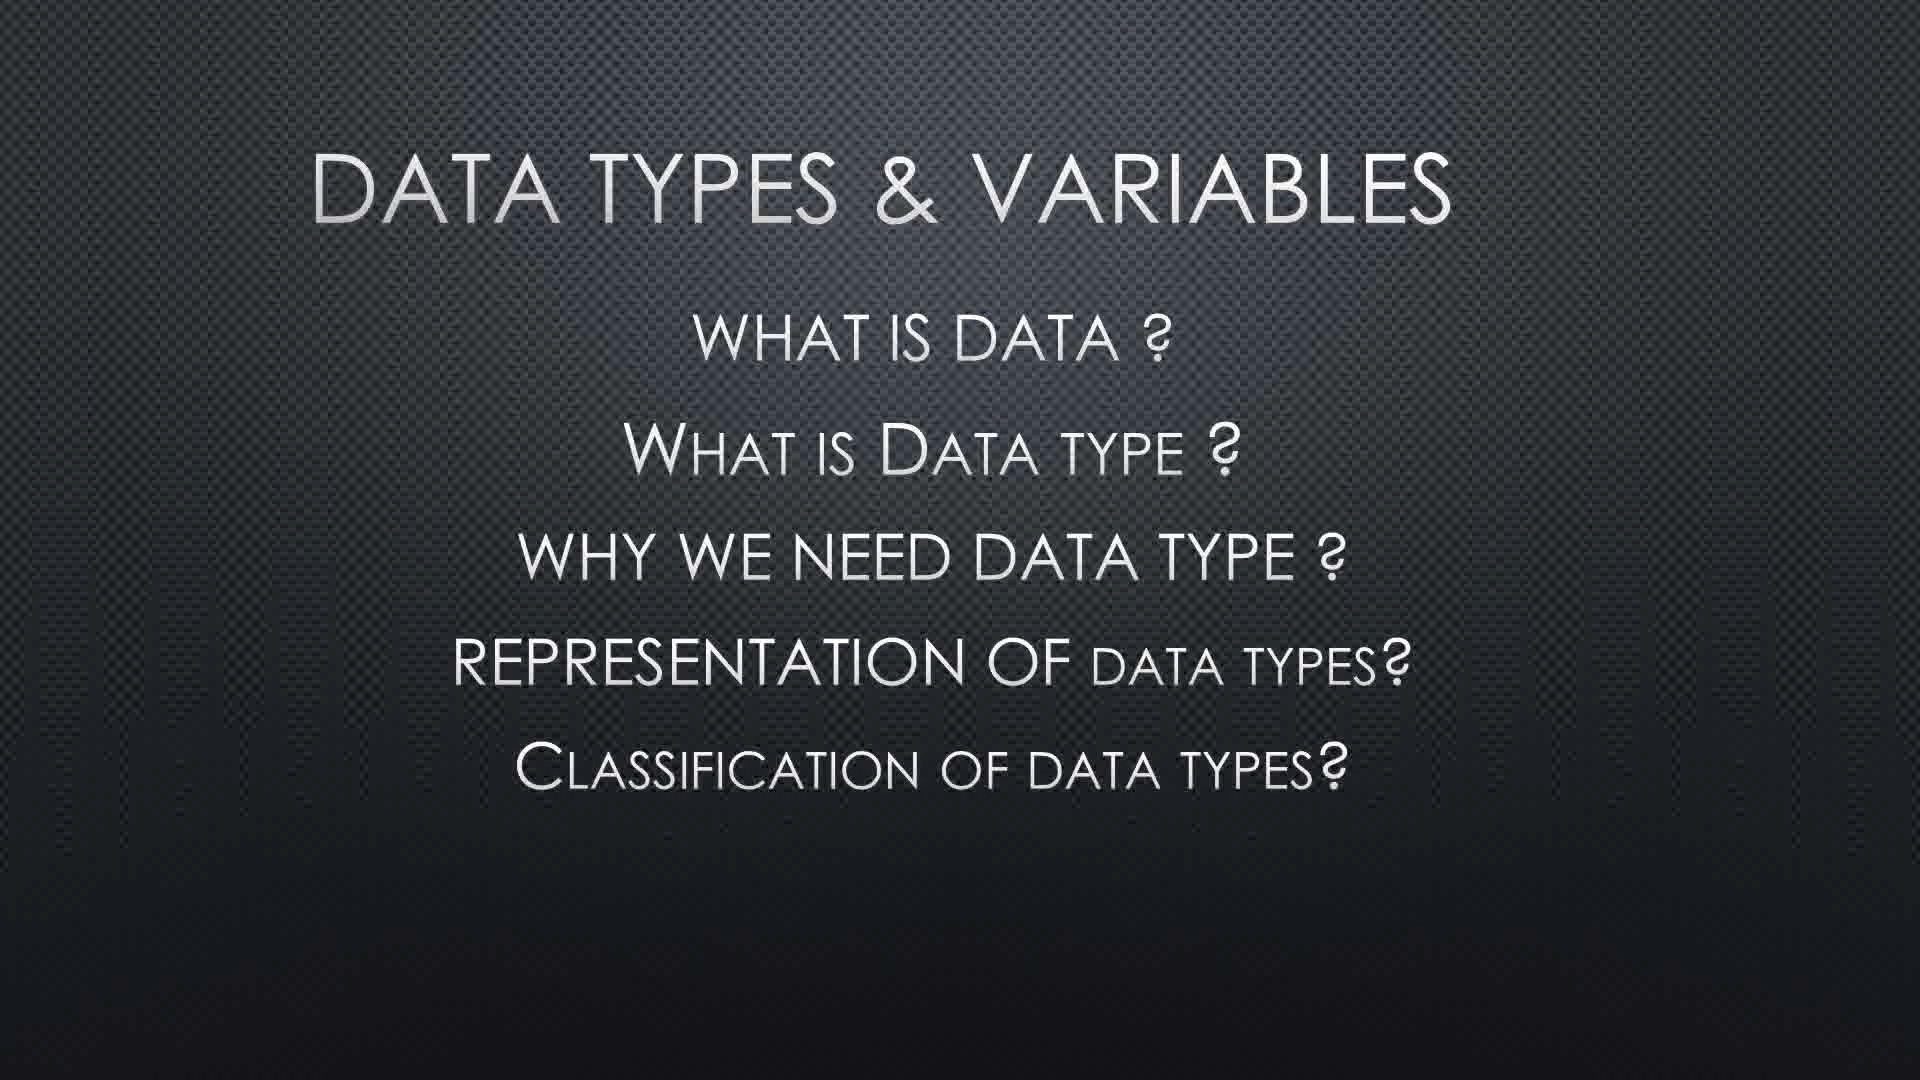 DATA TYPES & VARIABLES
WHAT IS DATA ?
What is Data type ?
WHY WE NEED DATA TYPE ?
REPRESENTATION OF data types?
Classification of data types?